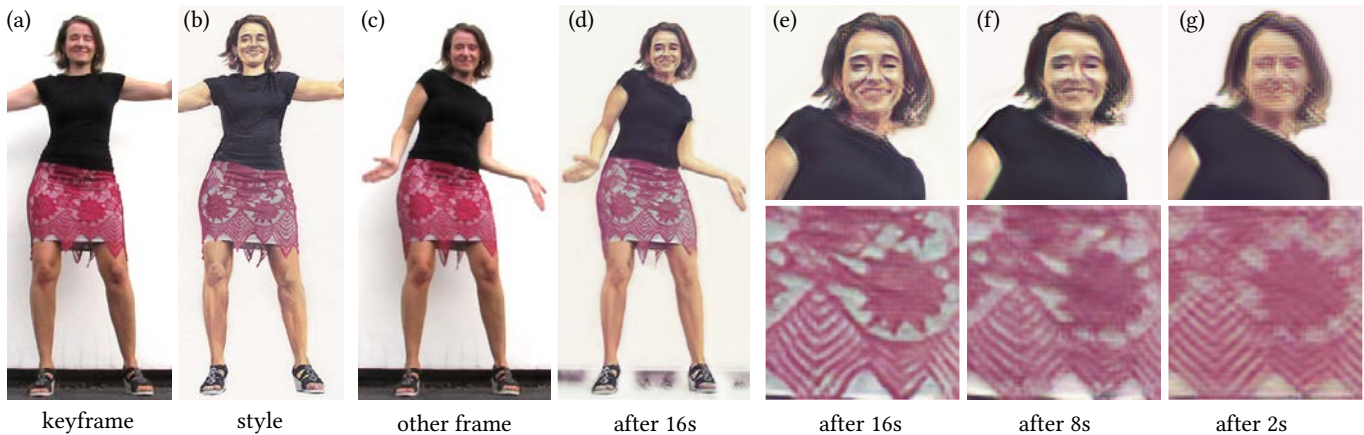 (a) (b) (c) (d) (e) (f) (g)
keyframe style other frame after 16s after 16s after 8s after 2s